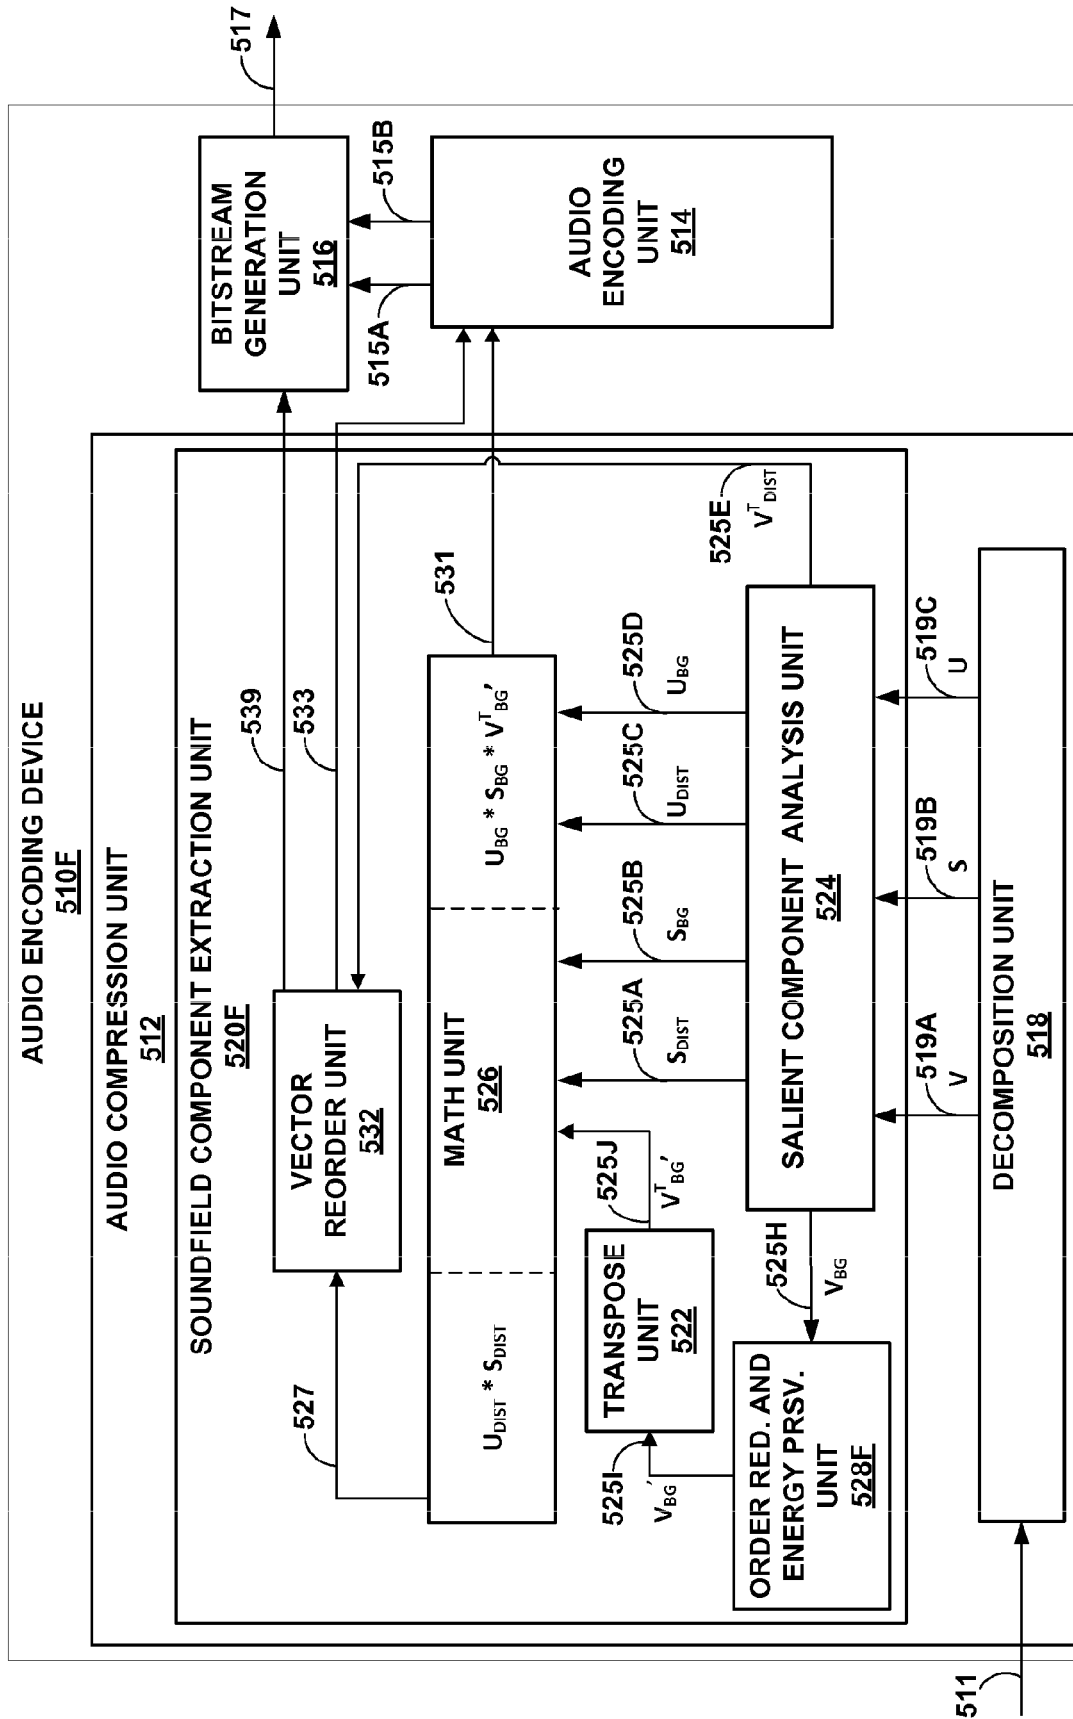 AUDIO ENCODING DEVICE
510F
AUDIO COMPRESSION UNIT
512
SOUNDFIELD COMPONENT EXTRACTION UNIT
520F
527
VECTOR
REORDER UNIT
532
539
533
BITSTREAM
GENERATION
UNIT
516
517
515A
515B
AUDIO
ENCODING
UNIT
514
U_DIST * S_DIST
MATH UNIT
526
U_BG * S_BG * V^T_BG'
531
525I
V_BG'
TRANSPOSE
UNIT
522
525J
V^T_BG'
525A
S_DIST
525B
S_BG
525C
U_DIST
525D
U_BG
525E
V^T_DIST
ORDER RED. AND
ENERGY PRSV.
UNIT
528F
525H
V_BG
SALIENT COMPONENT ANALYSIS UNIT
524
519A
V
519B
S
519C
U
DECOMPOSITION UNIT
518
511